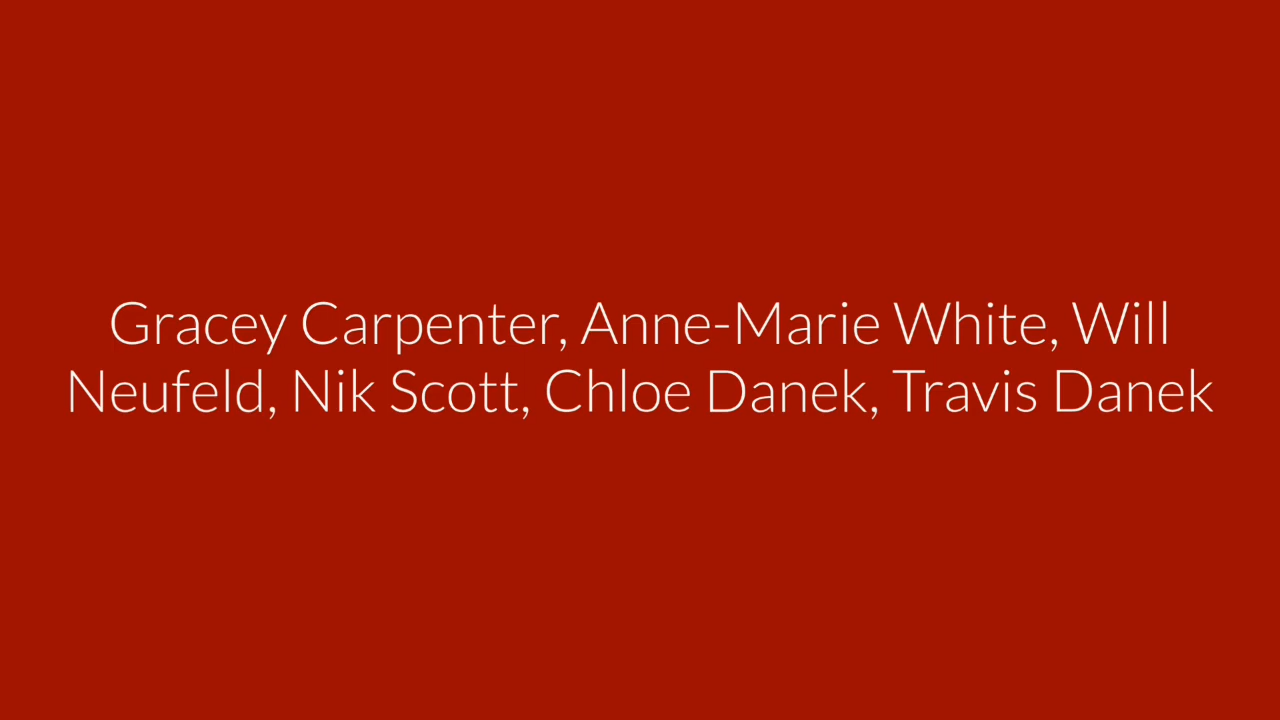 Gracey Carpenter, Anne-Marie White, Will
Neufeld, Nik Scott, Chloe Danek, Travis Danek